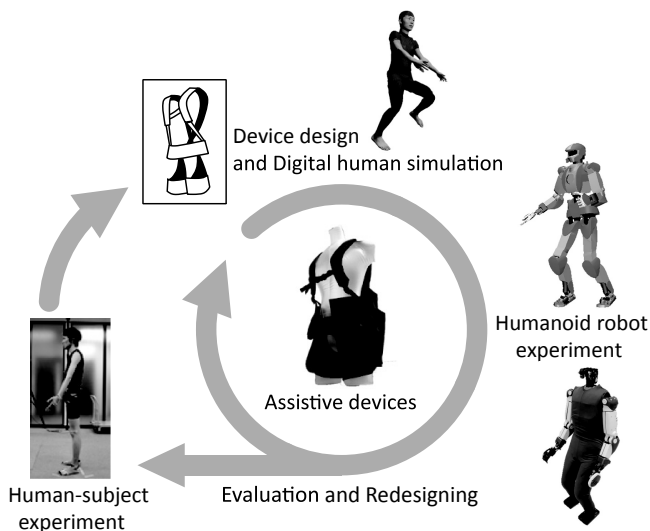 Device design
and Digital human simulation
Humanoid robot
experiment
Assistive devices
Evaluation and Redesigning
Human-subject
experiment